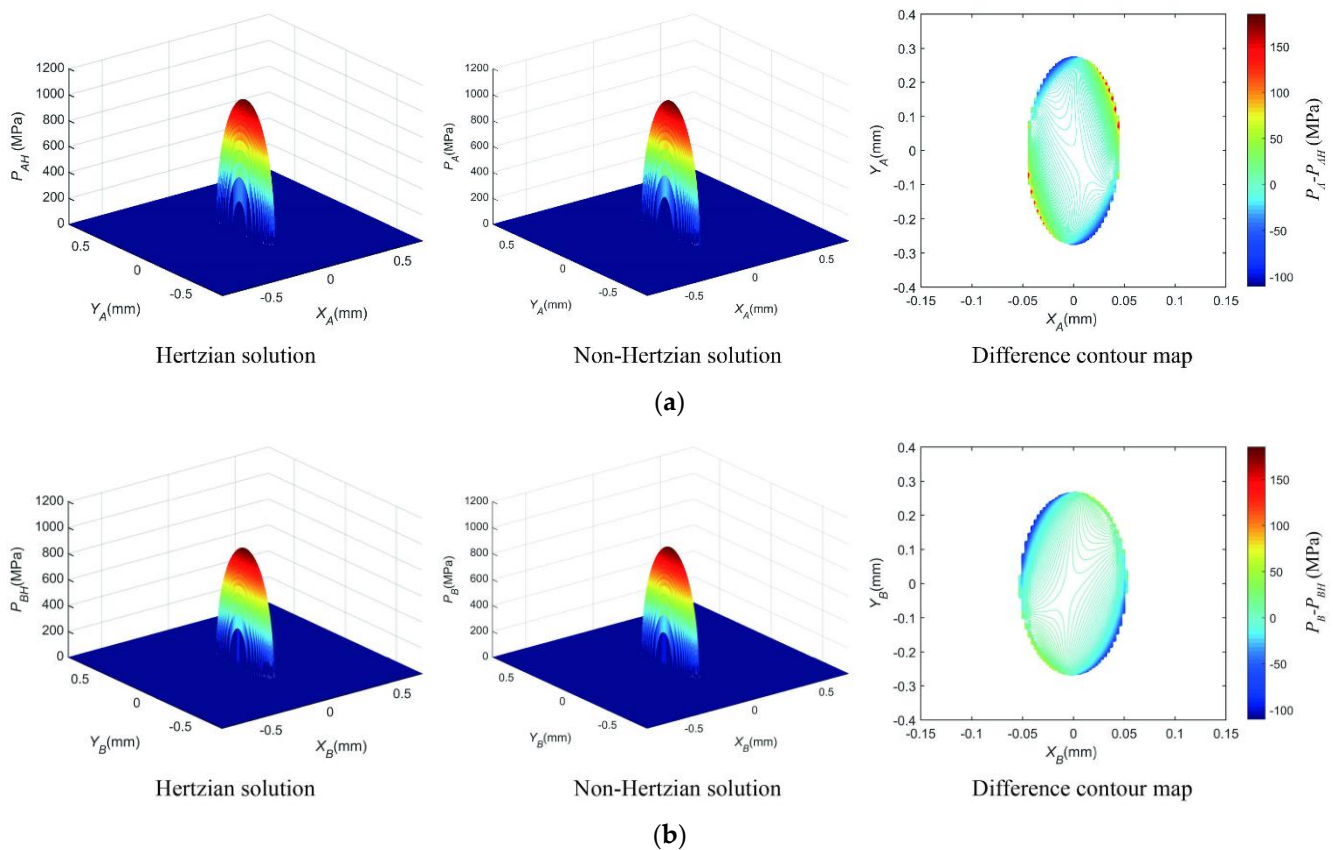 1200
1000
800
600
400
200
0
P_AH (MPa)
0.5
0
-0.5
Y_A(mm)
-0.5
0
0.5
X_A(mm)
Hertzian solution
1200
1000
800
600
400
200
0
P_A(MPa)
0.5
0
-0.5
Y_A(mm)
-0.5
0
0.5
X_A(mm)
Non-Hertzian solution
0.4
0.3
0.2
0.1
0
-0.1
-0.2
-0.3
-0.4
Y_A(mm)
-0.15 -0.1 -0.05 0 0.05 0.1 0.15
X_A(mm)
150
100
50
0
-50
-100
P_A-P_AH (MPa)
Difference contour map
(a)
1200
1000
800
600
400
200
0
P_BH(MPa)
0.5
0
-0.5
Y_B(mm)
-0.5
0
0.5
X_B(mm)
Hertzian solution
1200
1000
800
600
400
200
0
P_B(MPa)
0.5
0
-0.5
Y_B(mm)
-0.5
0
0.5
X_B(mm)
Non-Hertzian solution
0.4
0.3
0.2
0.1
0
-0.1
-0.2
-0.3
-0.4
Y_B(mm)
-0.15 -0.1 -0.05 0 0.05 0.1 0.15
X_B(mm)
150
100
50
0
-50
-100
P_B-P_BH (MPa)
Difference contour map
(b)